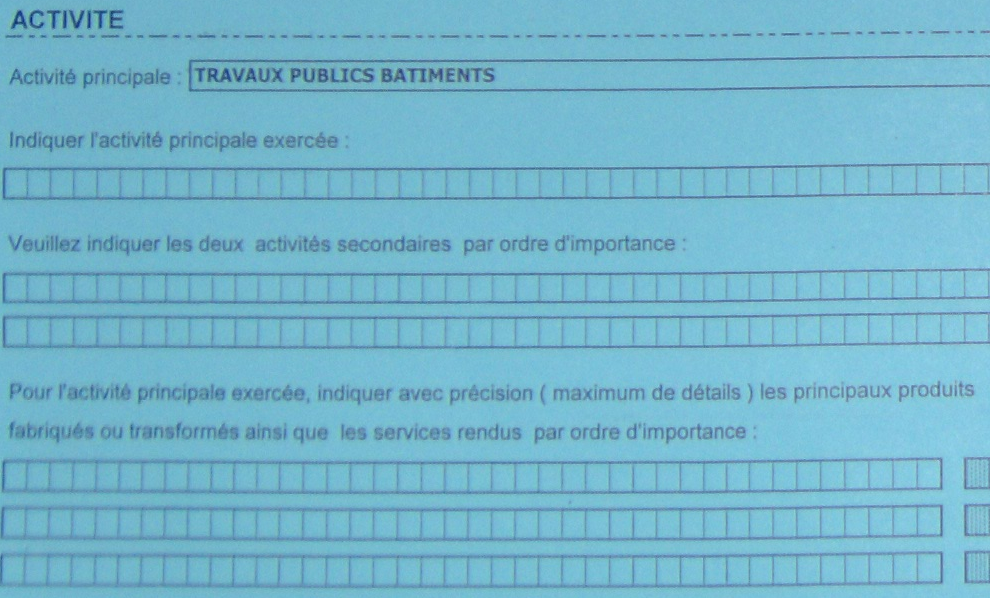 ACTIVITE
Activité principale : TRAVAUX PUBLICS BATIMENTS
Indiquer l'activité principale exercée :
Veuillez indiquer les deux activités secondaires par ordre d'importance :
Pour l'activité principale exercée, indiquer avec précision ( maximum de détails ) les principaux produits
fabriqués ou transformés ainsi que les services rendus par ordre d'importance :